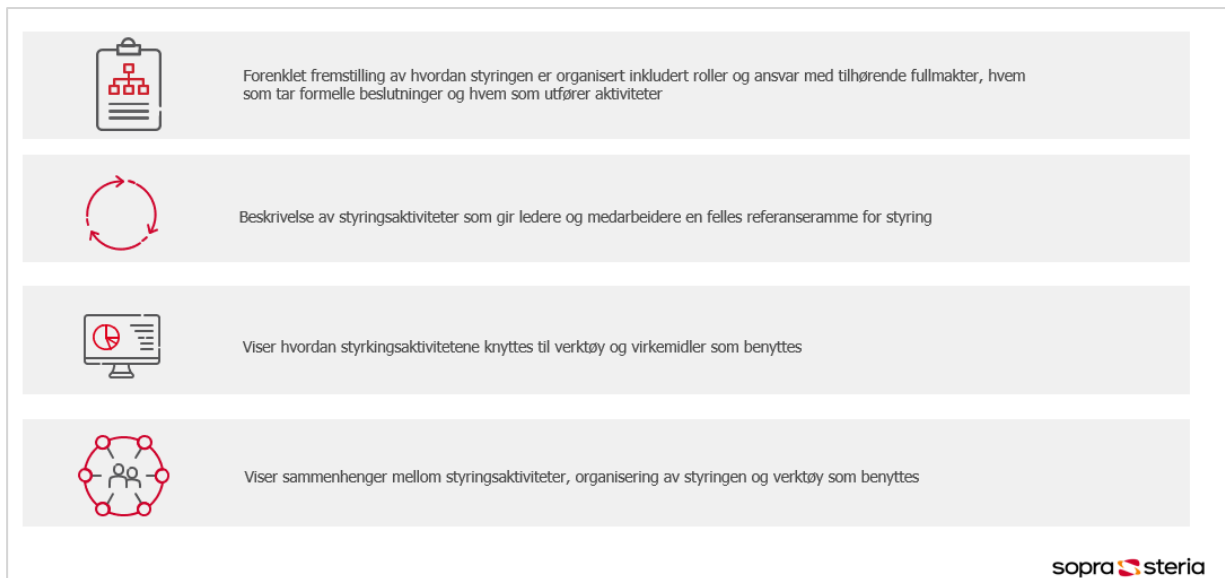 Forenklet fremstilling av hvordan styringen er organisert inkludert roller og ansvar med tilhørende fullmakter, hvem
som tar formelle beslutninger og hvem som utfører aktiviteter
Beskrivelse av styringsaktiviteter som gir ledere og medarbeidere en felles referanseramme for styring
Viser hvordan styrkingsaktivitetene knyttes til verktøy og virkemidler som benyttes
Viser sammenhenger mellom styringsaktiviteter, organisering av styringen og verktøy som benyttes
sopra steria